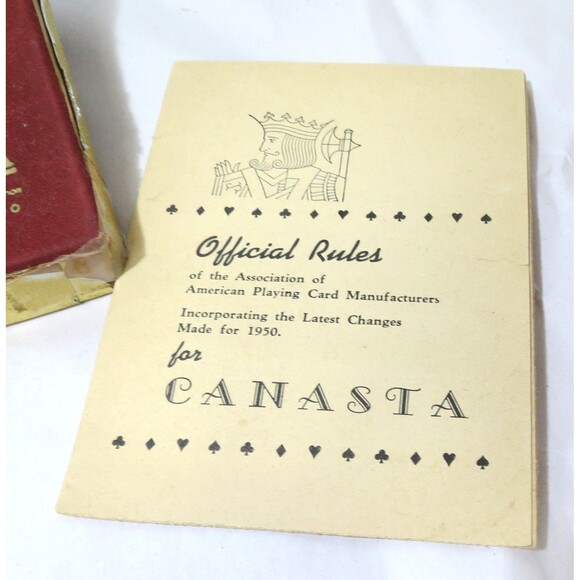 Official Rules
of the Association of
American Playing Card Manufacturers
Incorporating the Latest Changes
Made for 1950.
for
CANASTA